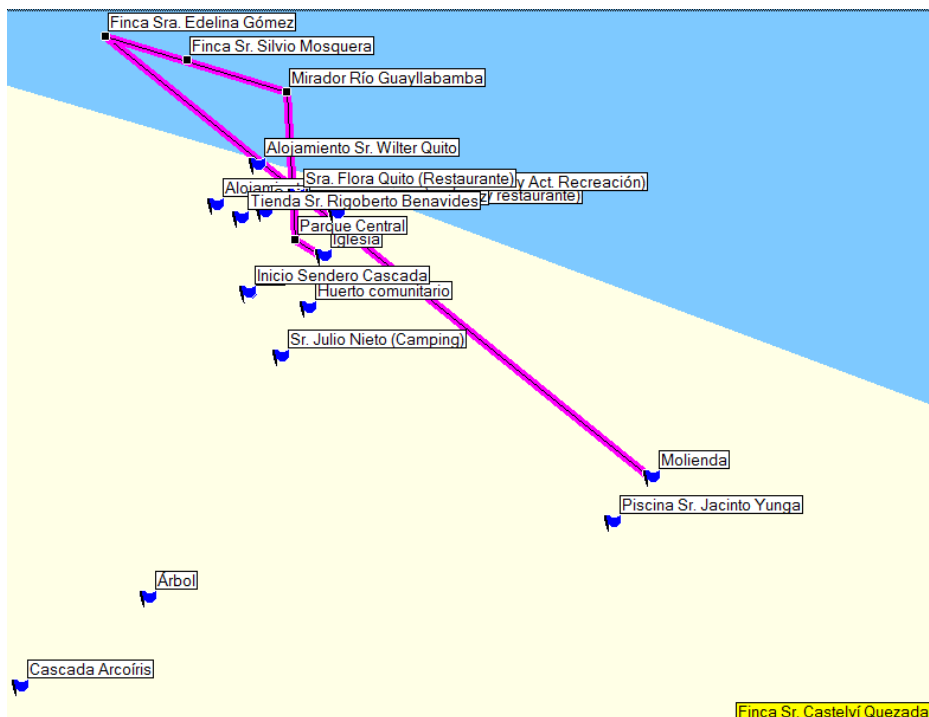 Finca Sra. Edelina Gómez
Finca Sr. Silvio Mosquera
Mirador Río Guayllabamba
Alojamiento Sr. Wilter Quito
Sra. Flora Quito (Restaurante)
y Act. Recreación)
Alojamiento
Tienda Sr. Rigoberto Benavides
y restaurante)
Parque Central
Iglesia
Inicio Sendero Cascada
Huerto comunitario
Sr. Julio Nieto (Camping)
Molienda
Piscina Sr. Jacinto Yunga
Árbol
Cascada Arcoíris
Finca Sr. Castelví Quezada